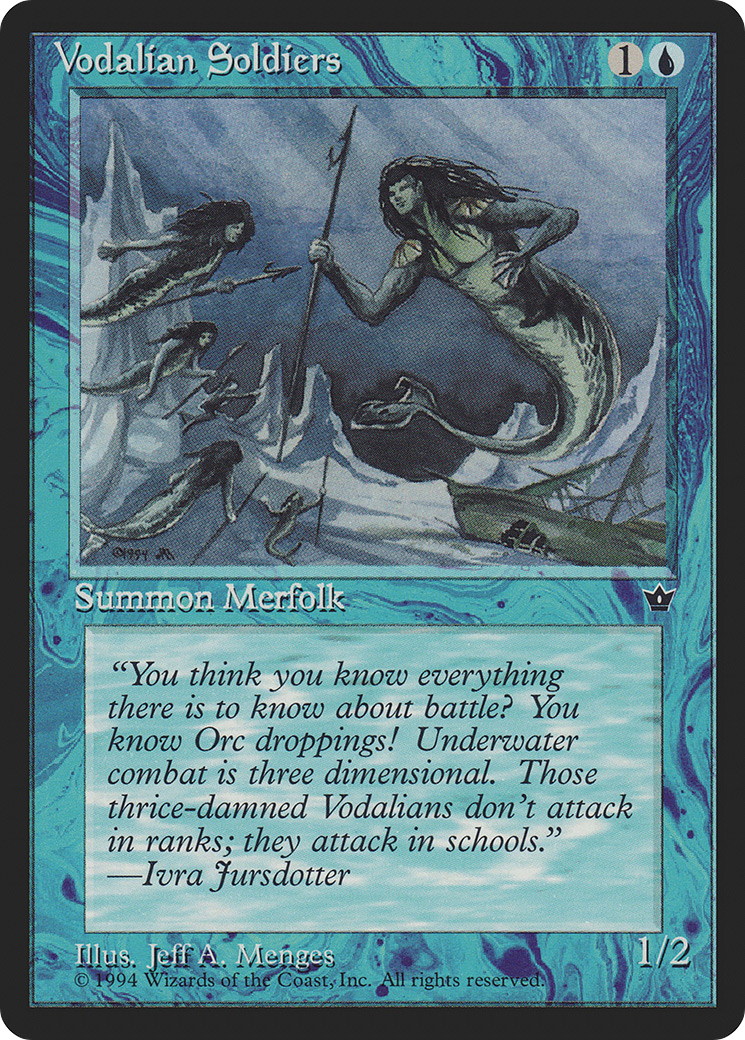 Vodalian Soldiers
1
©1994
Summon Merfolk
“You think you know everything
there is to know about battle? You
know Orc droppings! Underwater
combat is three dimensional. Those
thrice-damned Vodalians don’t attack
in ranks; they attack in schools.”
—Ivra Jursdotter
Illus. Jeff A. Menges
1/2
© 1994 Wizards of the Coast, Inc. All rights reserved.